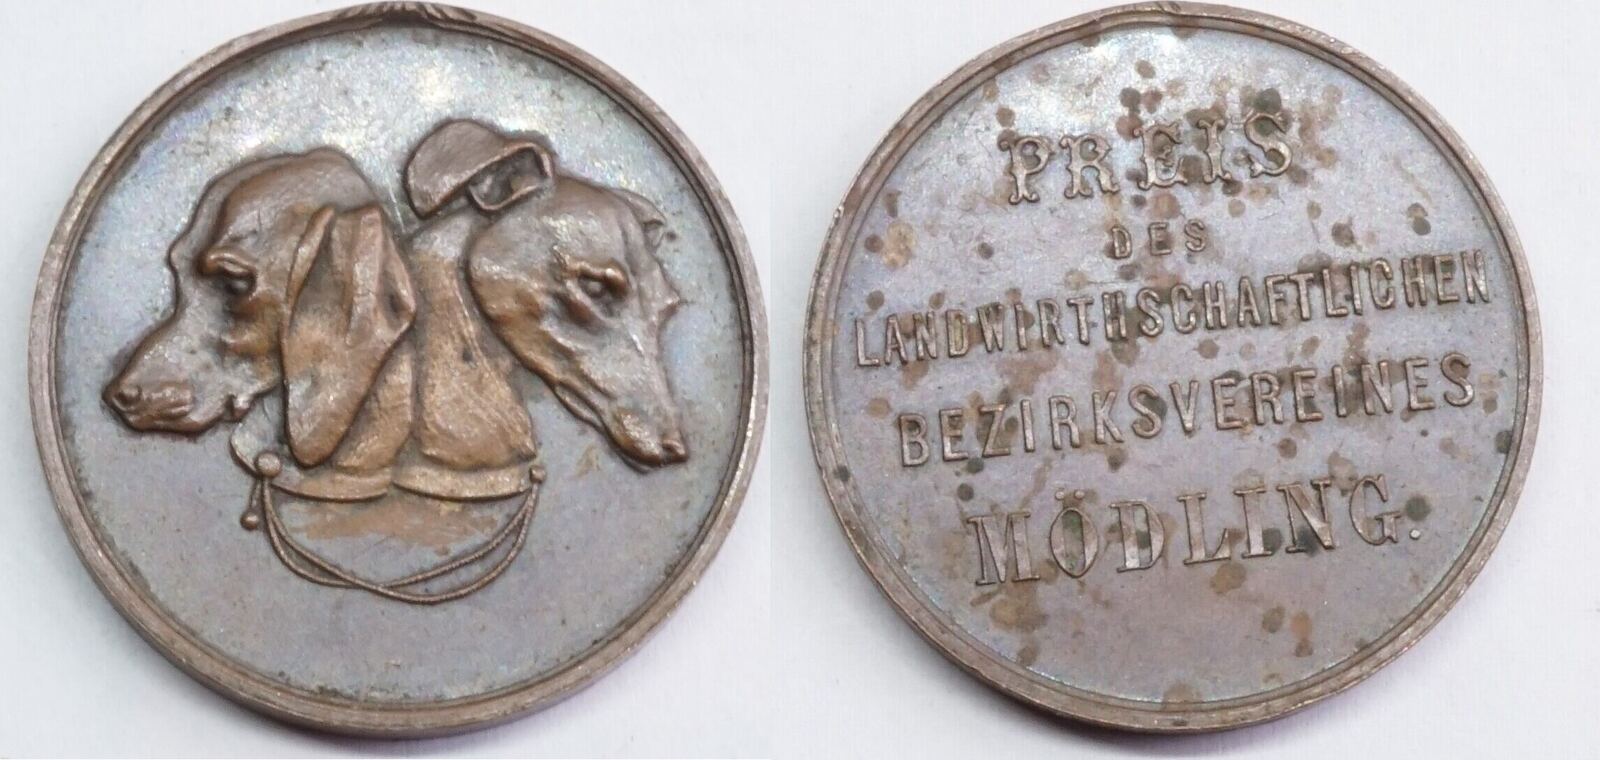 PREIS
DES
LANDWIRTHSCHAFTLICHEN
BEZIRKSVEREINES
MÖDLING.